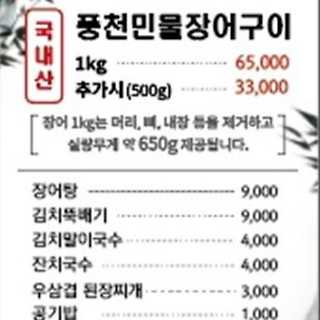 국내산
풍천민물장어구이
1kg 65,000
추가시(500g) 33,000
장어 1kg는 머리, 뼈, 내장 등을 제거하고
실량무게 약 650g 제공됩니다.
장어탕 9,000
김치뚝배기 9,000
김치말이국수 4,000
잔치국수 4,000
우삼겹 된장찌개 3,000
공기밥 1,000